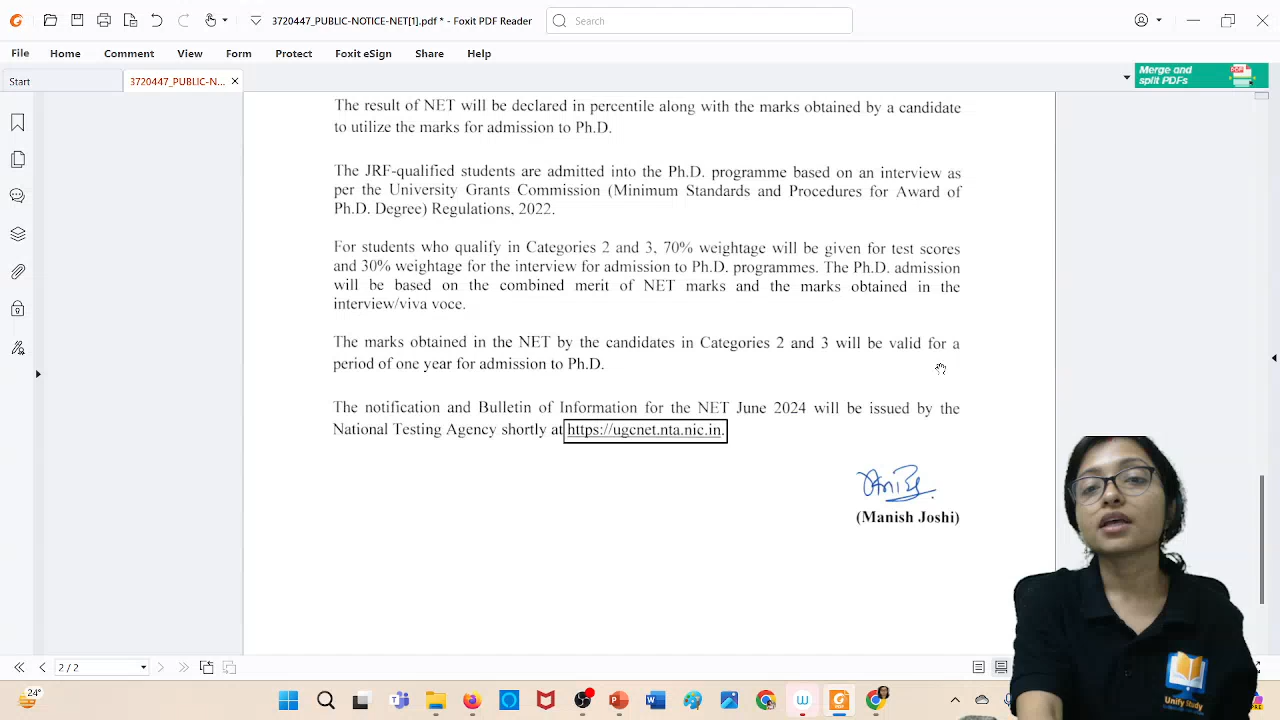 3720447_PUBLIC-NOTICE-NET[1].pdf * - Foxit PDF Reader
Search
File
Home
Comment
View
Form
Protect
Foxit eSign
Share
Help
Start
3720447_PUBLIC-N...
Merge and
split PDFs
The result of NET will be declared in percentile along with the marks obtained by a candidate
to utilize the marks for admission to Ph.D.
The JRF-qualified students are admitted into the Ph.D. programme based on an interview as
per the University Grants Commission (Minimum Standards and Procedures for Award of
Ph.D. Degree) Regulations, 2022.
For students who qualify in Categories 2 and 3, 70% weightage will be given for test scores
and 30% weightage for the interview for admission to Ph.D. programmes. The Ph.D. admission
will be based on the combined merit of NET marks and the marks obtained in the
interview/viva voce.
The marks obtained in the NET by the candidates in Categories 2 and 3 will be valid for a
period of one year for admission to Ph.D.
The notification and Bulletin of Information for the NET June 2024 will be issued by the
National Testing Agency shortly at https://ugcnet.nta.nic.in.
(Manish Joshi)
2 / 2
24°
Unify Study